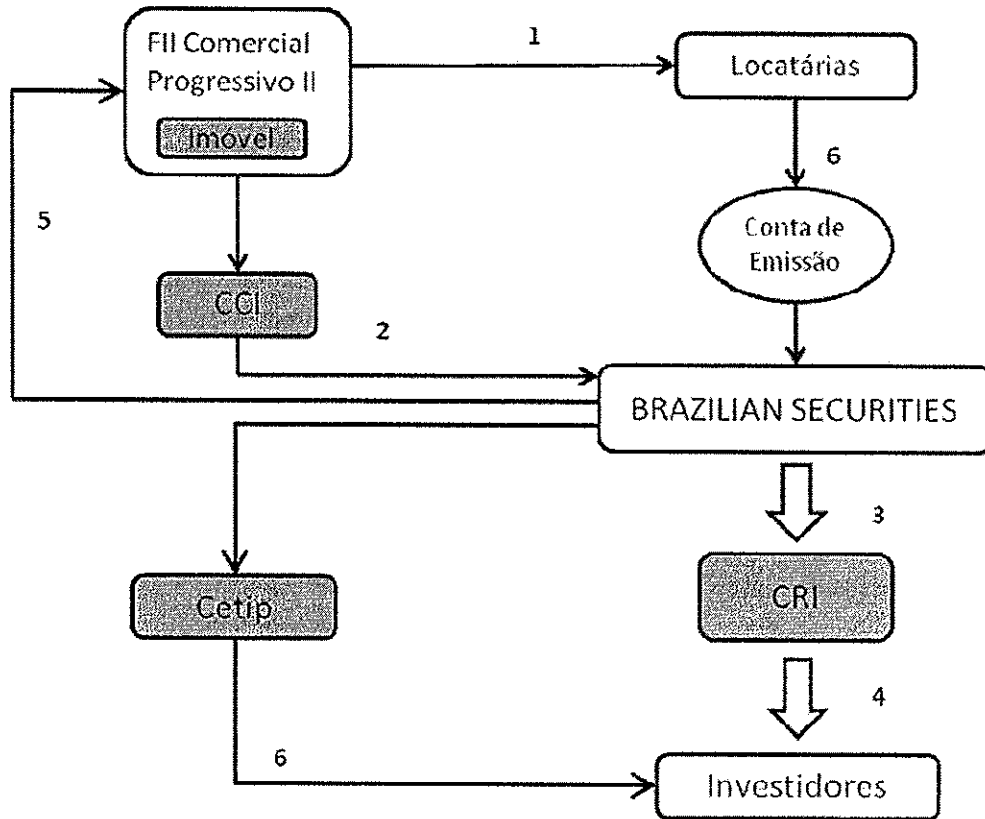 FII Comercial
Progressivo II
Imóvel
1
Locatárias
6
Conta de
Emissão
5
CCI
2
BRAZILIAN SECURITIES
3
Cetip
CRI
4
6
Investidores